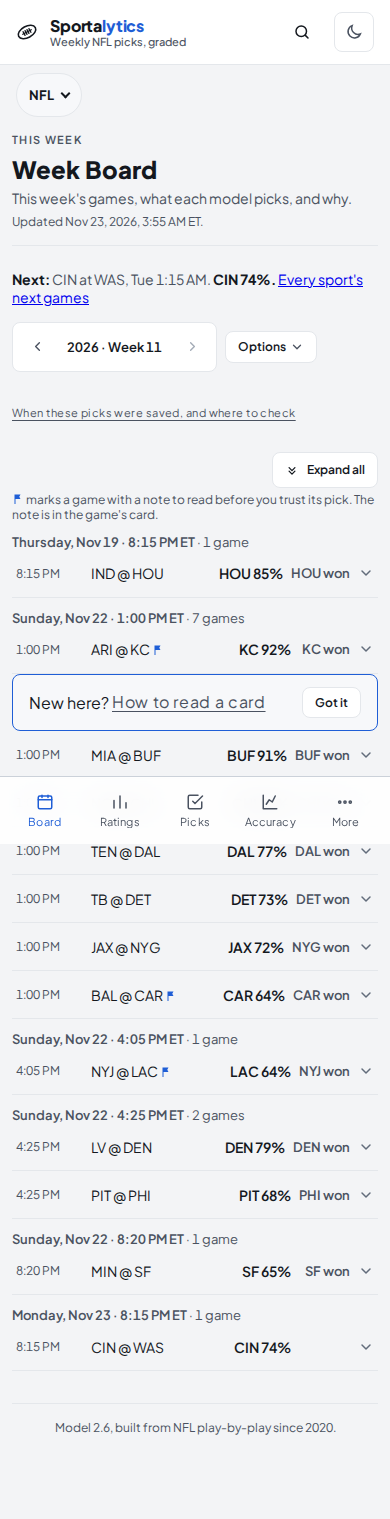 Sportalytics
Weekly NFL picks, graded
NFL
THIS WEEK
Week Board
This week's games, what each model picks, and why.
Updated Nov 23, 2026, 3:55 AM ET.
Next: CIN at WAS, Tue 1:15 AM. CIN 74%. Every sport's
next games
2026 · Week 11
Options
When these picks were saved, and where to check
Expand all
marks a game with a note to read before you trust its pick. The
note is in the game's card.
Thursday, Nov 19 · 8:15 PM ET · 1 game
8:15 PM IND @ HOU HOU 85% HOU won
Sunday, Nov 22 · 1:00 PM ET · 7 games
1:00 PM ARI @ KC KC 92% KC won
New here? How to read a card Got it
1:00 PM MIA @ BUF BUF 91% BUF won
Board Ratings Picks Accuracy More
1:00 PM TEN @ DAL DAL 77% DAL won
1:00 PM TB @ DET DET 73% DET won
1:00 PM JAX @ NYG JAX 72% NYG won
1:00 PM BAL @ CAR CAR 64% CAR won
Sunday, Nov 22 · 4:05 PM ET · 1 game
4:05 PM NYJ @ LAC LAC 64% NYJ won
Sunday, Nov 22 · 4:25 PM ET · 2 games
4:25 PM LV @ DEN DEN 79% DEN won
4:25 PM PIT @ PHI PIT 68% PHI won
Sunday, Nov 22 · 8:20 PM ET · 1 game
8:20 PM MIN @ SF SF 65% SF won
Monday, Nov 23 · 8:15 PM ET · 1 game
8:15 PM CIN @ WAS CIN 74%
Model 2.6, built from NFL play-by-play since 2020.